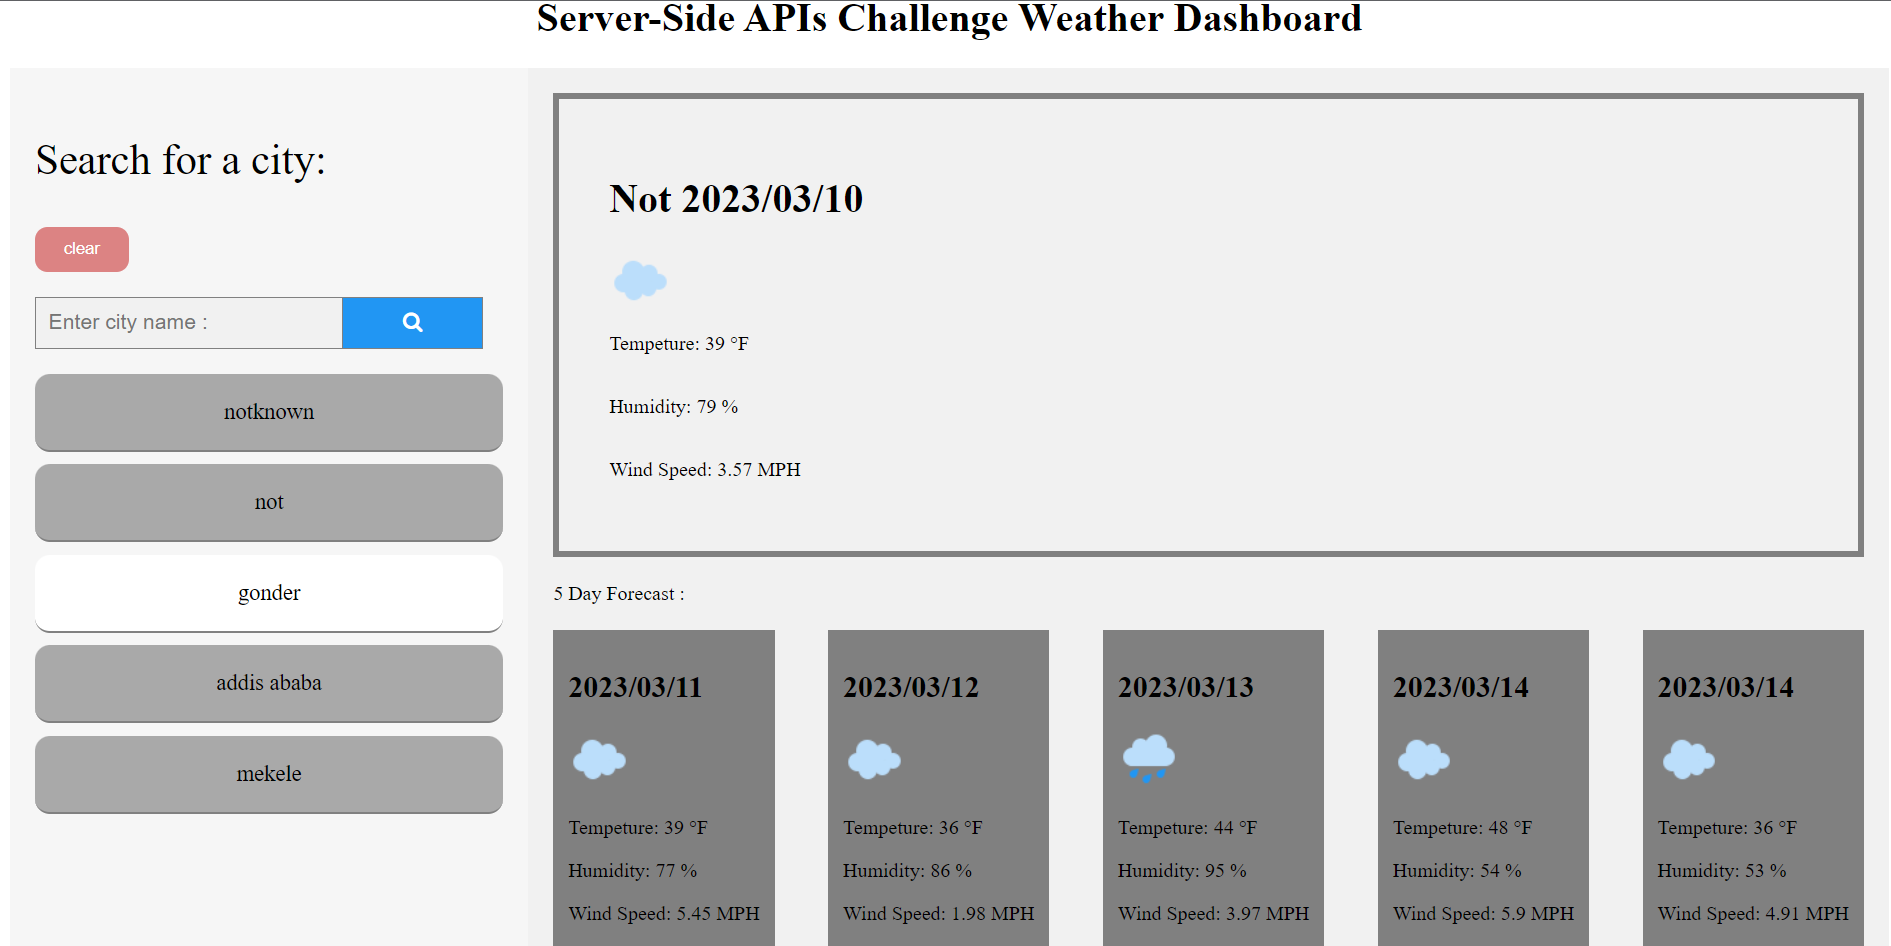 Server-Side APIs Challenge Weather Dashboard
Search for a city:
clear
Enter city name :
notknown
not
gonder
addis ababa
mekele
Not 2023/03/10
Tempeture: 39 °F
Humidity: 79 %
Wind Speed: 3.57 MPH
5 Day Forecast :
2023/03/11
Tempeture: 39 °F
Humidity: 77 %
Wind Speed: 5.45 MPH
2023/03/12
Tempeture: 36 °F
Humidity: 86 %
Wind Speed: 1.98 MPH
2023/03/13
Tempeture: 44 °F
Humidity: 95 %
Wind Speed: 3.97 MPH
2023/03/14
Tempeture: 48 °F
Humidity: 54 %
Wind Speed: 5.9 MPH
2023/03/14
Tempeture: 36 °F
Humidity: 53 %
Wind Speed: 4.91 MPH